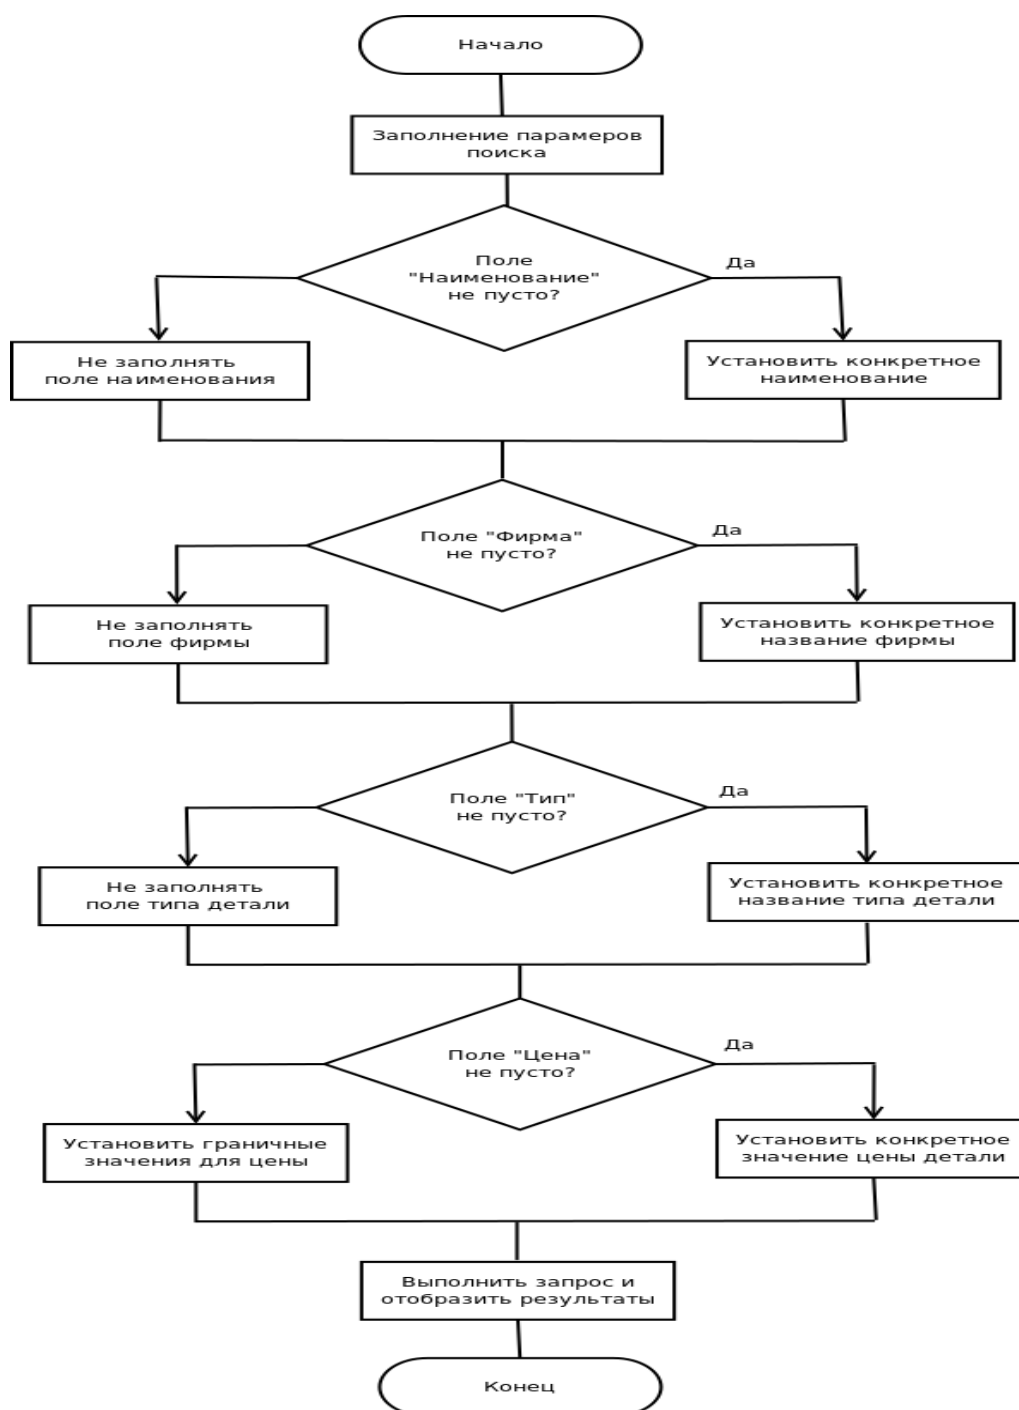 Начало
Заполнение парамеров
поиска
Поле
"Наименование"
не пусто?
Да
Не заполнять
поле наименования
Установить конкретное
наименование
Поле "Фирма"
не пусто?
Да
Не заполнять
поле фирмы
Установить конкретное
название фирмы
Поле "Тип"
не пусто?
Да
Не заполнять
поле типа детали
Установить конкретное
название типа детали
Поле "Цена"
не пусто?
Да
Установить граничные
значения для цены
Установить конкретное
значение цены детали
Выполнить запрос и
отобразить результаты
Конец